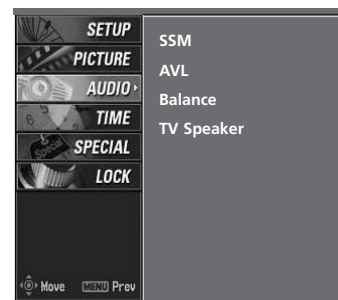 SETUP
PICTURE
AUDIO
TIME
SPECIAL
LOCK
Move MENU Prev
SSM
AVL
Balance
TV Speaker